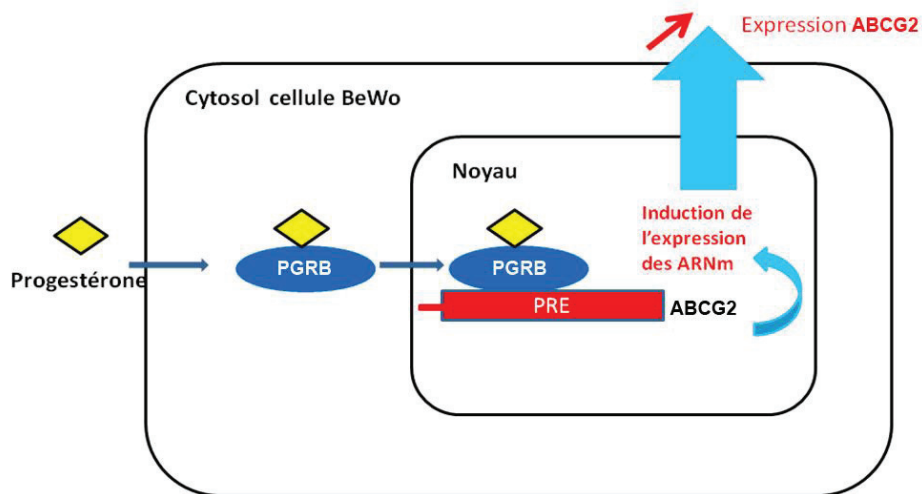 Expression ABCG2
Cytosol cellule BeWo
Noyau
Induction de
l'expression
des ARNm
Progestérone
PGRB
PGRB
PRE
ABCG2